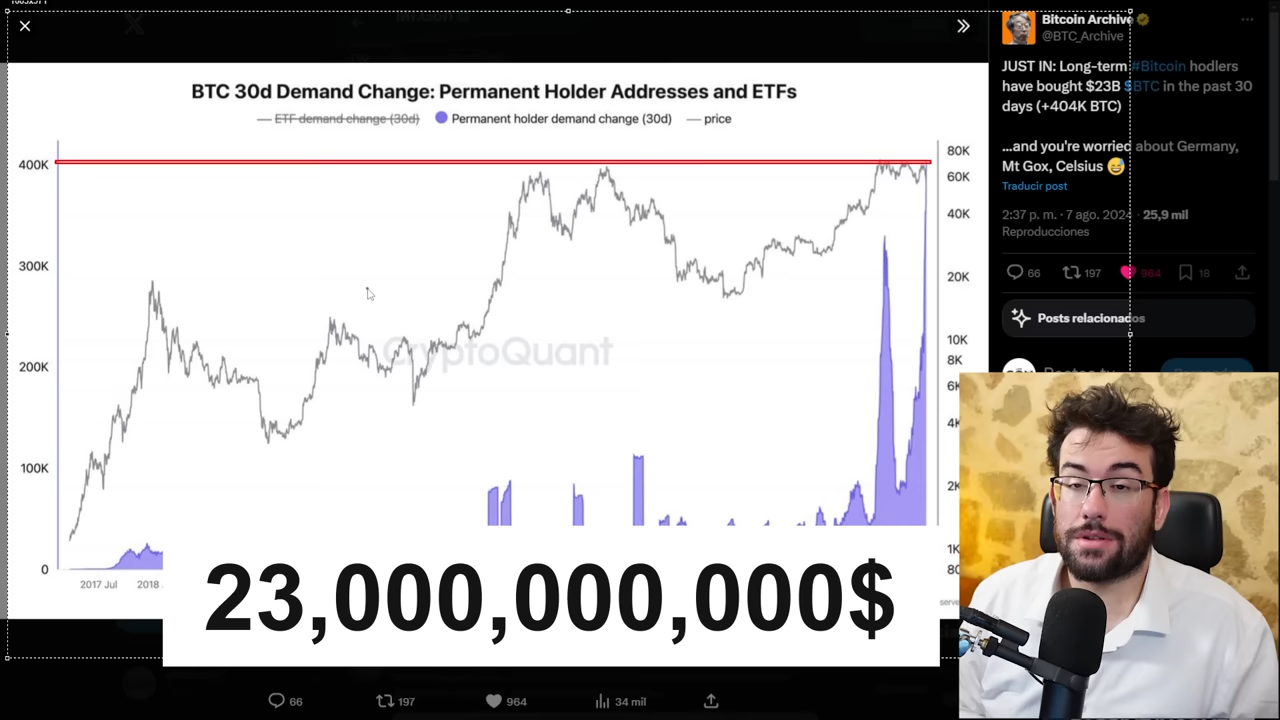 Bitcoin Archive
@BTC_Archive
JUST IN: Long-term #Bitcoin hodlers
have bought $23B $BTC in the past 30
days (+404K BTC)
...and you're worried about Germany,
Mt Gox, Celsius 😅
Traducir post
2:37 p. m. · 7 ago. 2024 · 25,9 mil
Reproducciones
66 197 964 18
Posts relacionados
BTC 30d Demand Change: Permanent Holder Addresses and ETFs
ETF demand change (30d) Permanent holder demand change (30d) price
400K
300K
200K
100K
0
80K
60K
40K
20K
10K
8K
6K
4K
2K
1K
80
2017 Jul 2018
CryptoQuant
23,000,000,000$
66 197 964 34 mil